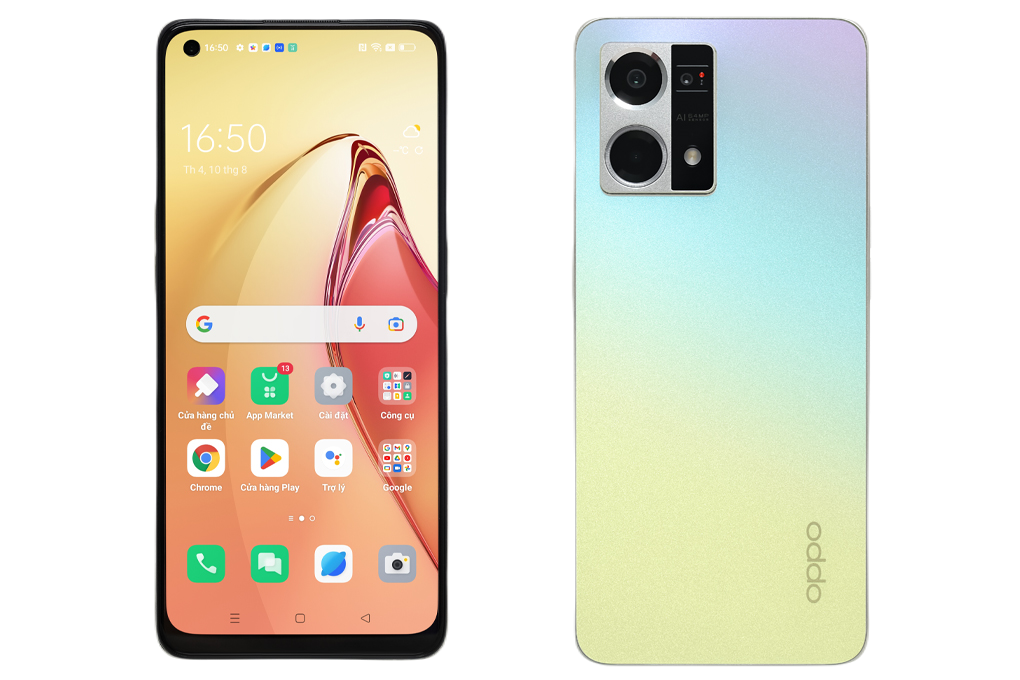 16:50
16:50
Th 4, 10 thg 8
--°C
13
Cửa hàng chủ
đề
App Market
Cài đặt
Công cụ
Chrome
Cửa hàng Play
Trợ lý
Google
AI
oppo